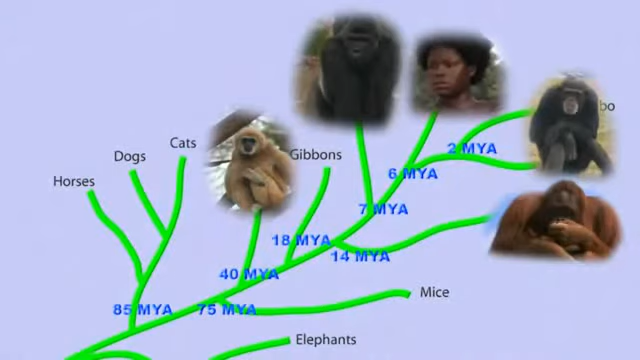 bo
Cats
Dogs
Gibbons
Horses
2 MYA
6 MYA
7 MYA
18 MYA
14 MYA
40 MYA
85 MYA
75 MYA
Mice
Elephants